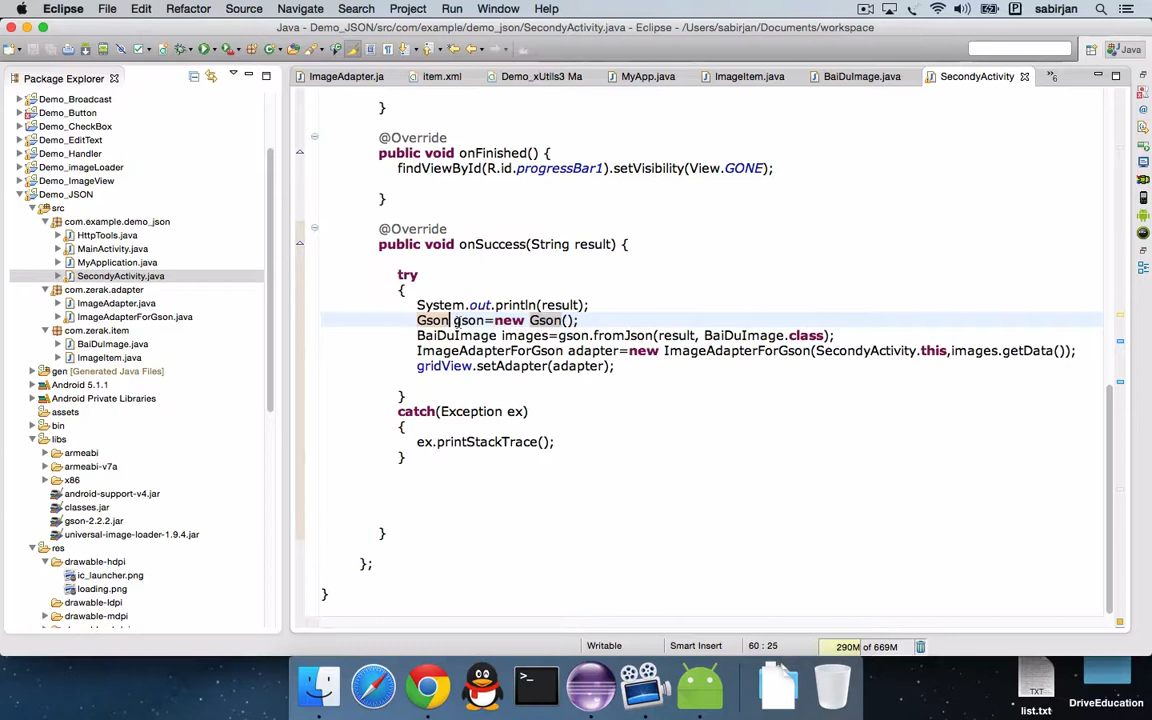 Eclipse File Edit Source Refactor Navigate Search Project Run Window Help sabirjan
Java - Demo_JSON/src/com/example/demo_json/SecondyActivity.java - Eclipse - /Users/sabirjan/Documents/workspace
Java
Package Explorer
ImageAdapter.ja item.xml Demo_xUtils3 Ma MyApp.java ImageItem.java BaiDuImage.java SecondyActivity »6
Demo_Broadcast
Demo_Button
Demo_CheckBox
Demo_EditText
Demo_Handler
Demo_imageLoader
Demo_ImageView
Demo_JSON
src
com.example.demo_json
HttpTools.java
MainActivity.java
MyApplication.java
SecondyActivity.java
com.zerak.adapter
ImageAdapter.java
ImageAdapterForGson.java
com.zerak.item
BaiDuImage.java
ImageItem.java
gen [Generated Java Files]
Android 5.1.1
Android Private Libraries
assets
bin
libs
armeabi
armeabi-v7a
x86
android-support-v4.jar
classes.jar
gson-2.2.2.jar
universal-image-loader-1.9.4.jar
res
drawable-hdpi
ic_launcher.png
loading.png
drawable-ldpi
drawable-mdpi
}
@Override
public void onFinished() {
findViewById(R.id.progressBar1).setVisibility(View.GONE);
}
@Override
public void onSuccess(String result) {
try
{
System.out.println(result);
Gson gson=new Gson();
BaiDuImage images=gson.fromJson(result, BaiDuImage.class);
ImageAdapterForGson adapter=new ImageAdapterForGson(SecondyActivity.this,images.getData());
gridView.setAdapter(adapter);
}
catch(Exception ex)
{
ex.printStackTrace();
}
}
};
}
Writable Smart Insert 60 : 25 290M of 669M
TXT
list.txt
DriveEducation